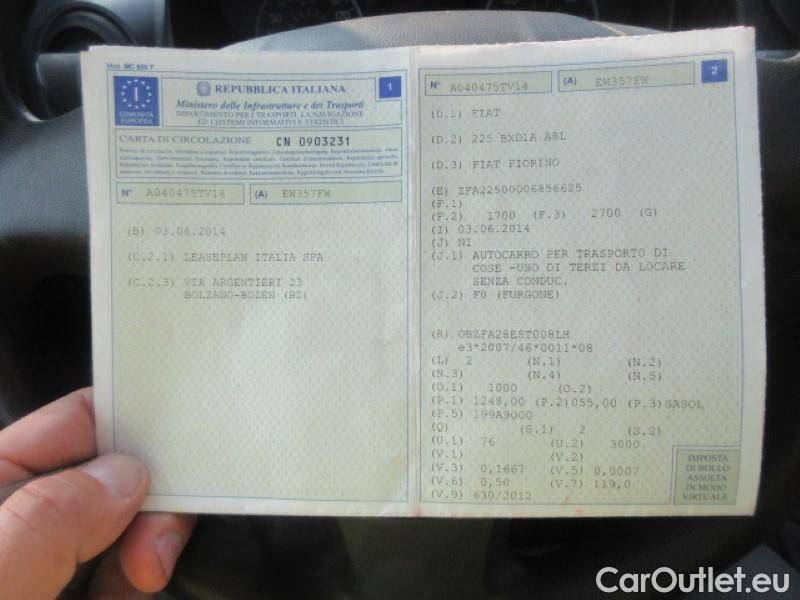 Mod. MC 820 F
I
COMUNITÀ
EUROPEA
REPUBBLICA ITALIANA
1
Ministero delle Infrastrutture e dei Trasporti
DIPARTIMENTO PER I TRASPORTI, LA NAVIGAZIONE
ED I SISTEMI INFORMATIVI E STATISTICI
CARTA DI CIRCOLAZIONE CN 0903231
N° A040475TV14 (A) EW357FW
(B) 03.06.2014
(C.2.1) LEASEPLAN ITALIA SPA
(C.2.3) VIA ARGENTIERI 23
BOLZANO-BOZEN (BZ)
N° A040475TV14 (A) EW357FW 2
(D.1) FIAT
(D.2) 225 BXD1A A8L
(D.3) FIAT FIORINO
(E) ZFA22500006856625
(F.1)
(F.2) 1700 (F.3) 2700 (G)
(I) 03.06.2014
(J) N1
(J.1) AUTOCARRO PER TRASPORTO DI
COSE -USO DI TERZI DA LOCARE
SENZA CONDUC.
(J.2) F0 (FURGONE)
(K) OBZFA28EST008LH
e3*2007/46*0011*08
(L) 2 (N.1) (N.2)
(N.3) (N.4) (N.5)
(O.1) 1000 (O.2)
(P.1) 1248,00 (P.2)055,00 (P.3)GASOL
(P.5) 199A9000
(Q) (S.1) 2 (S.2)
(U.1) 76 (U.2) 3000
(V.1) (V.2)
(V.3) 0,1667 (V.5) 0,0007
(V.6) 0,50 (V.7) 119,0
(V.9) 630/2012
IMPOSTA
DI BOLLO
ASSOLTA
IN MODO
VIRTUALE
CarOutlet.eu